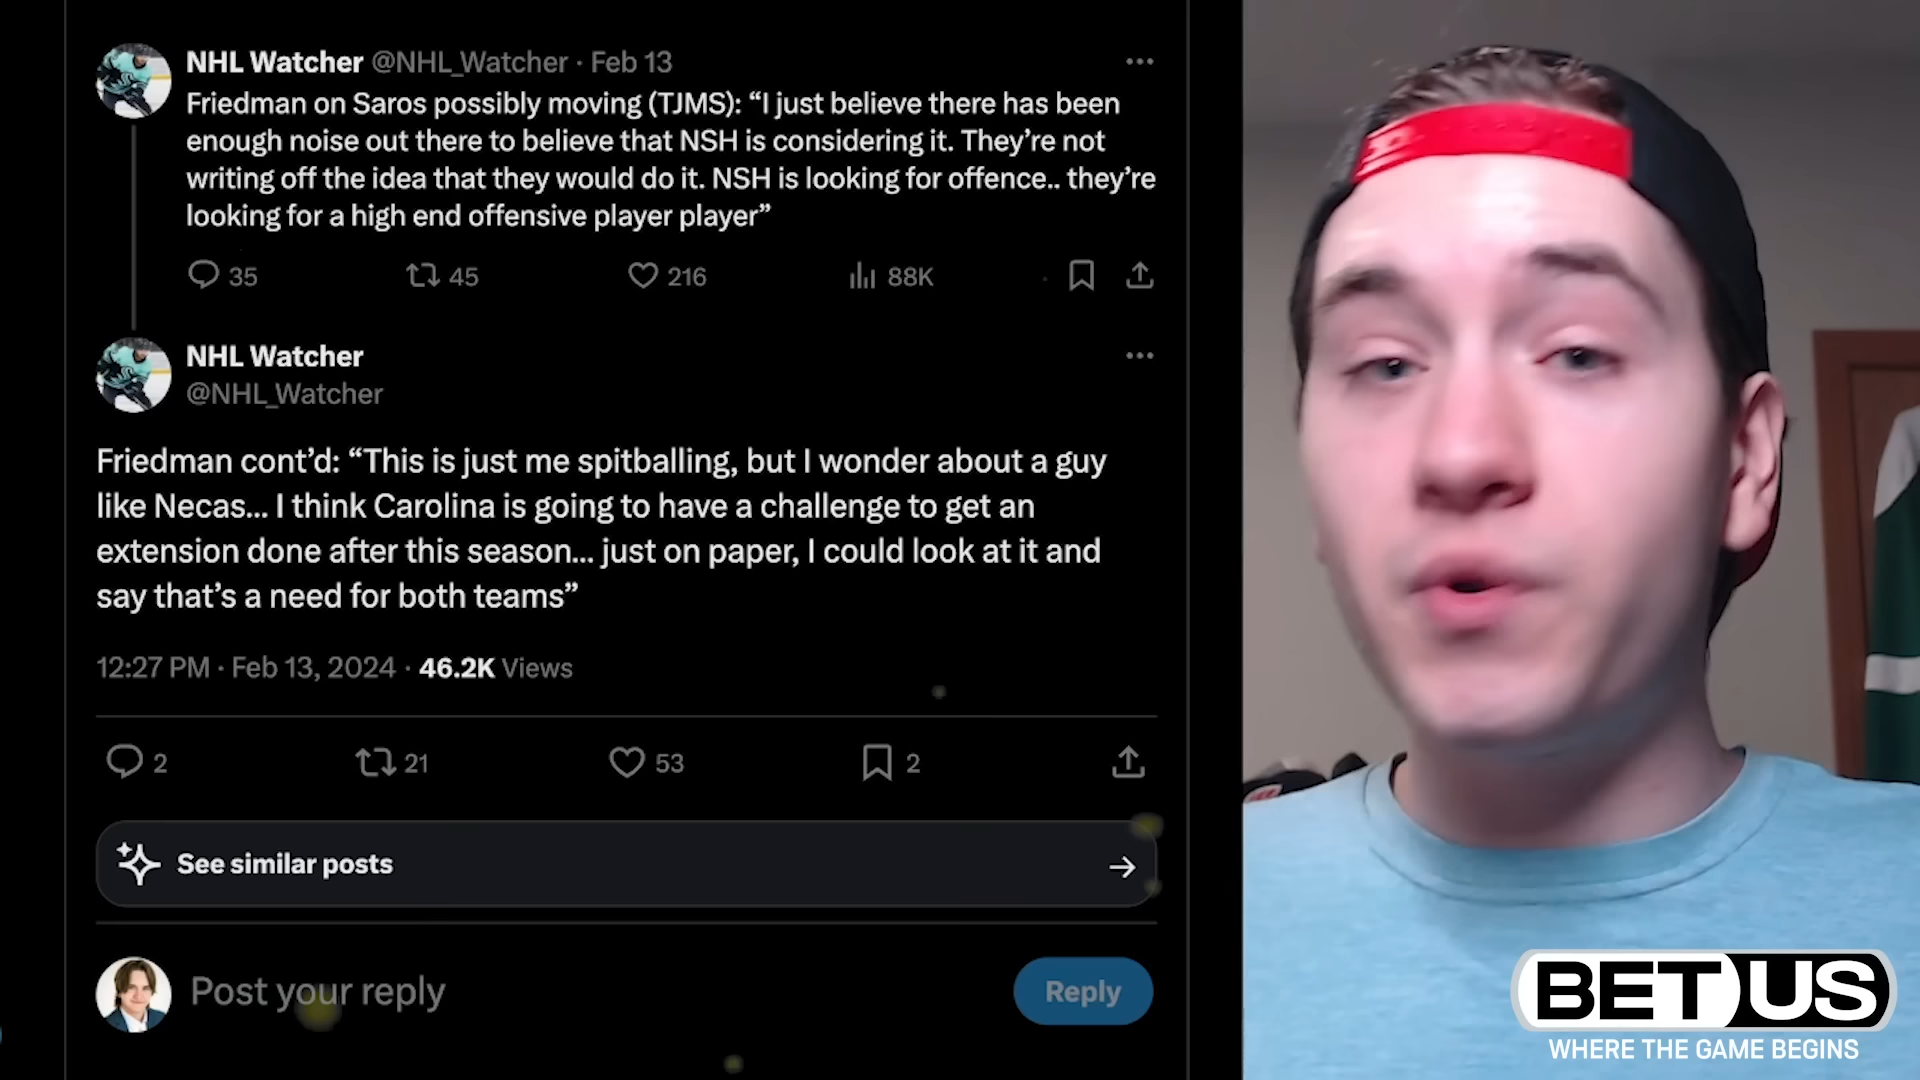 NHL Watcher @NHL_Watcher · Feb 13
Friedman on Saros possibly moving (TJMS): “I just believe there has been
enough noise out there to believe that NSH is considering it. They’re not
writing off the idea that they would do it. NSH is looking for offence.. they’re
looking for a high end offensive player player”
35 45 216 88K
NHL Watcher
@NHL_Watcher
Friedman cont’d: “This is just me spitballing, but I wonder about a guy
like Necas... I think Carolina is going to have a challenge to get an
extension done after this season... just on paper, I could look at it and
say that’s a need for both teams”
12:27 PM · Feb 13, 2024 · 46.2K Views
2 21 53 2
See similar posts
Post your reply
Reply
BETUS
WHERE THE GAME BEGINS